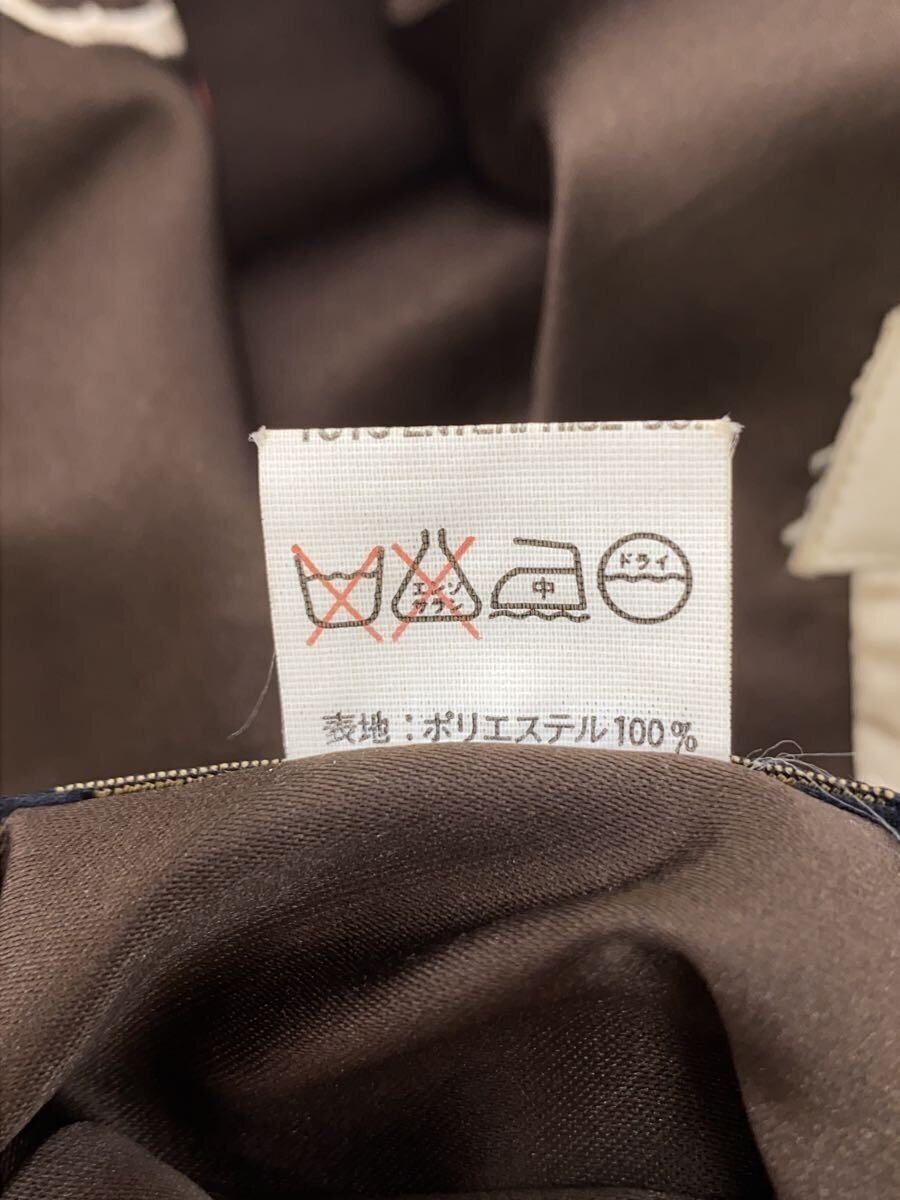 エンソ
サラシ
中
ドライ
表地：ポリエステル100%